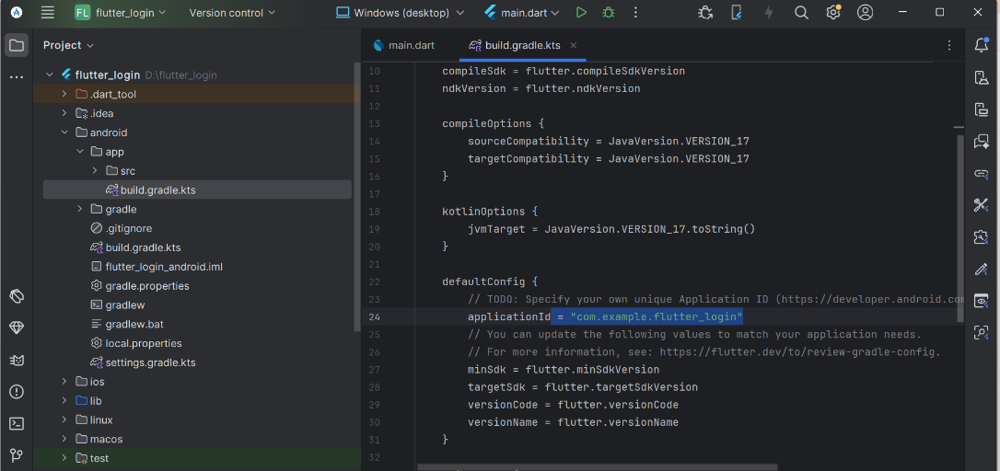 FL flutter_login Version control Windows (desktop) main.dart
Project
main.dart build.gradle.kts
flutter_login D:\flutter_login
.dart_tool
.idea
android
app
src
build.gradle.kts
gradle
.gitignore
build.gradle.kts
flutter_login_android.iml
gradle.properties
gradlew
gradlew.bat
local.properties
settings.gradle.kts
ios
lib
linux
macos
test
10 compileSdk = flutter.compileSdkVersion
11 ndkVersion = flutter.ndkVersion
12
13 compileOptions {
14 sourceCompatibility = JavaVersion.VERSION_17
15 targetCompatibility = JavaVersion.VERSION_17
16 }
17
18 kotlinOptions {
19 jvmTarget = JavaVersion.VERSION_17.toString()
20 }
21
22 defaultConfig {
23 // TODO: Specify your own unique Application ID (https://developer.android.com
24 applicationId = "com.example.flutter_login"
25 // You can update the following values to match your application needs.
26 // For more information, see: https://flutter.dev/to/review-gradle-config.
27 minSdk = flutter.minSdkVersion
28 targetSdk = flutter.targetSdkVersion
29 versionCode = flutter.versionCode
30 versionName = flutter.versionName
31 }
32